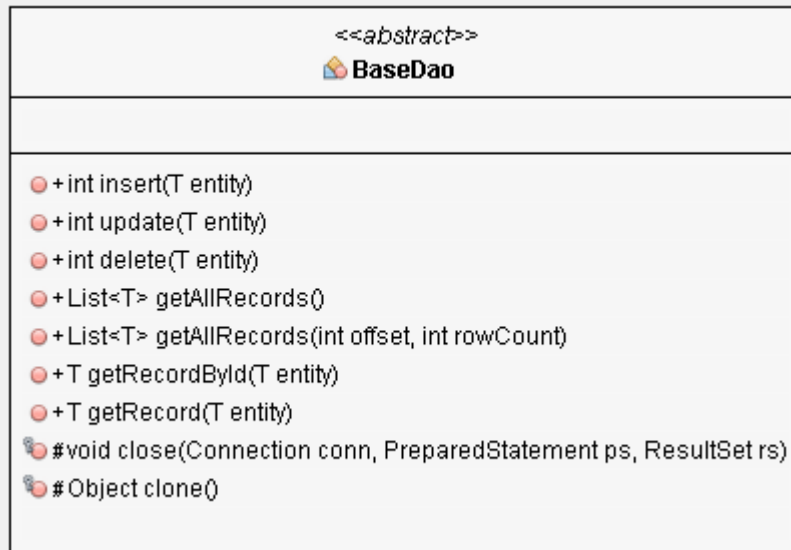 <<abstract>>
BaseDao
+int insert(T entity)
+int update(T entity)
+int delete(T entity)
+List<T> getAllRecords()
+List<T> getAllRecords(int offset, int rowCount)
+T getRecordById(T entity)
+T getRecord(T entity)
#void close(Connection conn, PreparedStatement ps, ResultSet rs)
#Object clone()